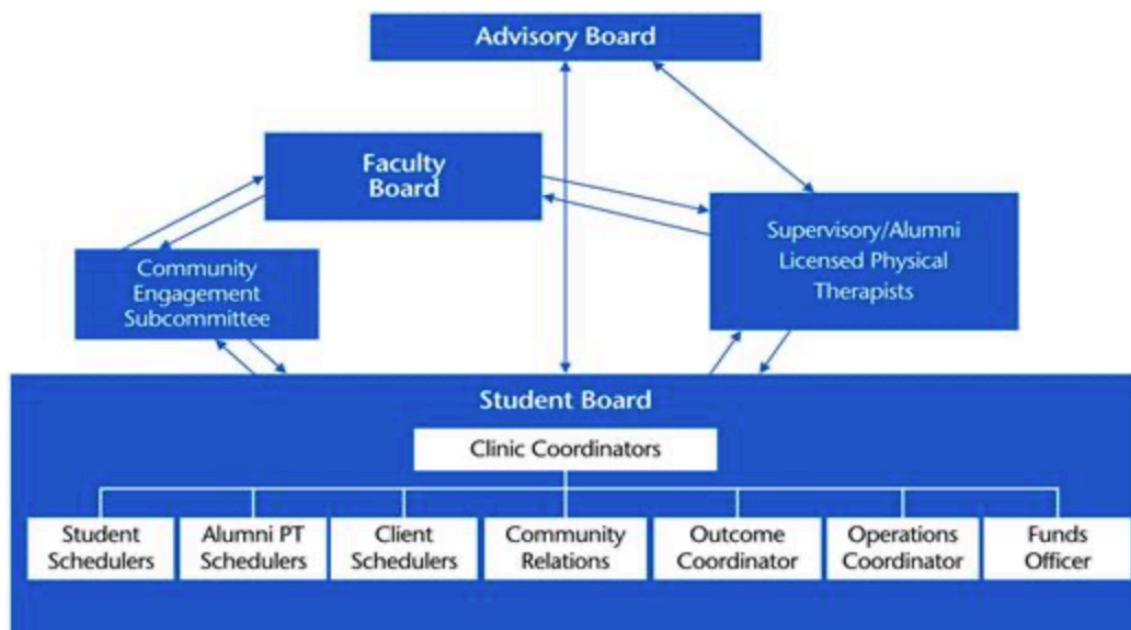 Advisory Board
Faculty
Board
Supervisory/Alumni
Licensed Physical
Therapists
Community
Engagement
Subcommittee
Student Board
Clinic Coordinators
Student
Schedulers
Alumni PT
Schedulers
Client
Schedulers
Community
Relations
Outcome
Coordinator
Operations
Coordinator
Funds
Officer